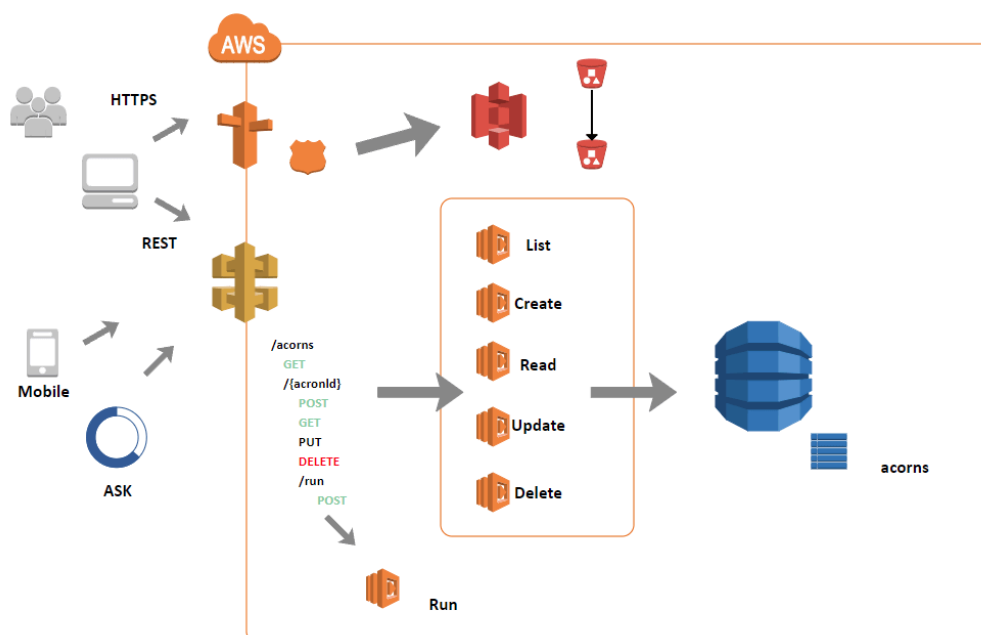 AWS
HTTPS
REST
Mobile
ASK
/acorns
GET
/{acronId}
POST
GET
PUT
DELETE
/run
POST
List
Create
Read
Update
Delete
Run
acorns